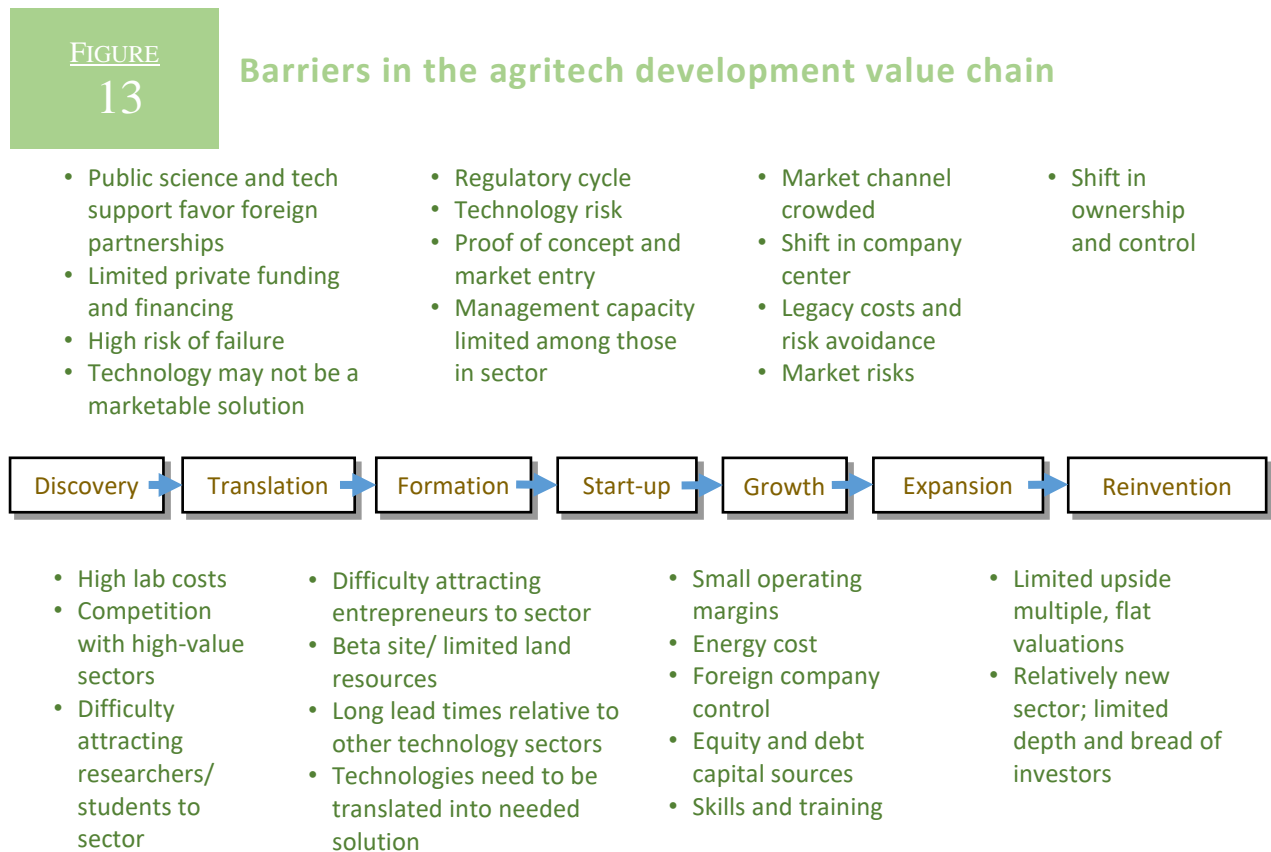 FIGURE
13
Barriers in the agritech development value chain
• Public science and tech
support favor foreign
partnerships
• Limited private funding
and financing
• High risk of failure
• Technology may not be a
marketable solution
• Regulatory cycle
• Technology risk
• Proof of concept and
market entry
• Management capacity
limited among those
in sector
• Market channel
crowded
• Shift in company
center
• Legacy costs and
risk avoidance
• Market risks
• Shift in
ownership
and control
Discovery
Translation
Formation
Start-up
Growth
Expansion
Reinvention
• High lab costs
• Competition
with high-value
sectors
• Difficulty
attracting
researchers/
students to
sector
• Difficulty attracting
entrepreneurs to sector
• Beta site/ limited land
resources
• Long lead times relative to
other technology sectors
• Technologies need to be
translated into needed
solution
• Small operating
margins
• Energy cost
• Foreign company
control
• Equity and debt
capital sources
• Skills and training
• Limited upside
multiple, flat
valuations
• Relatively new
sector; limited
depth and bread of
investors